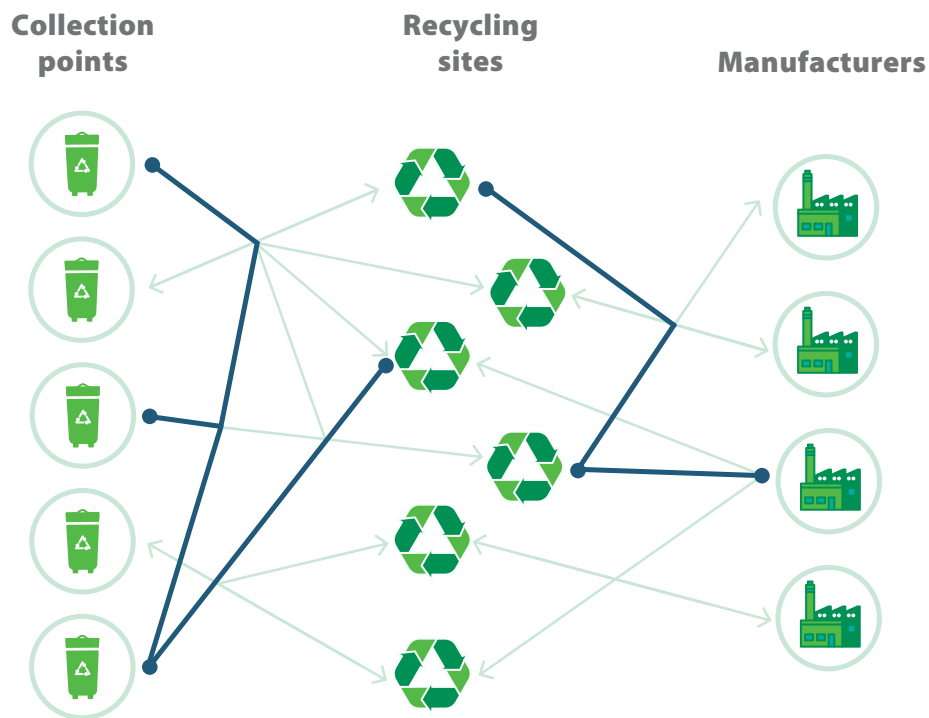 Collection
points
Recycling
sites
Manufacturers